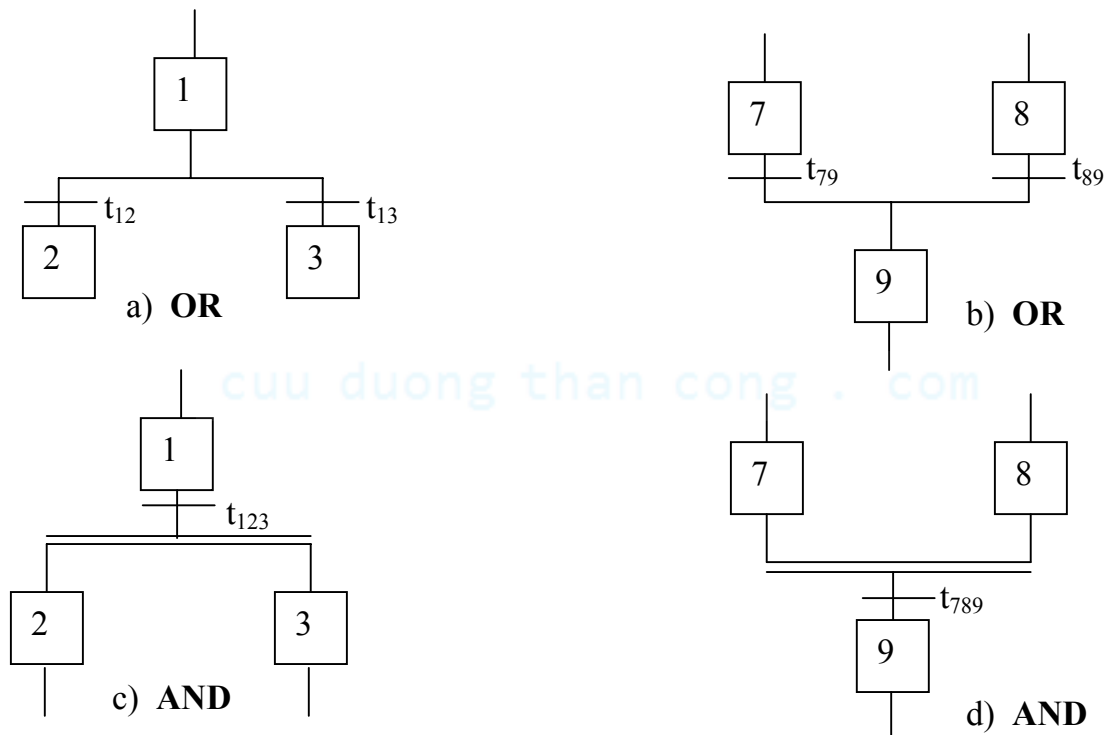 1
7
8
t79
t89
t12
t13
2
3
9
a) OR
b) OR
cuu duong than cong . com
1
7
8
t123
2
3
t789
9
c) AND
d) AND